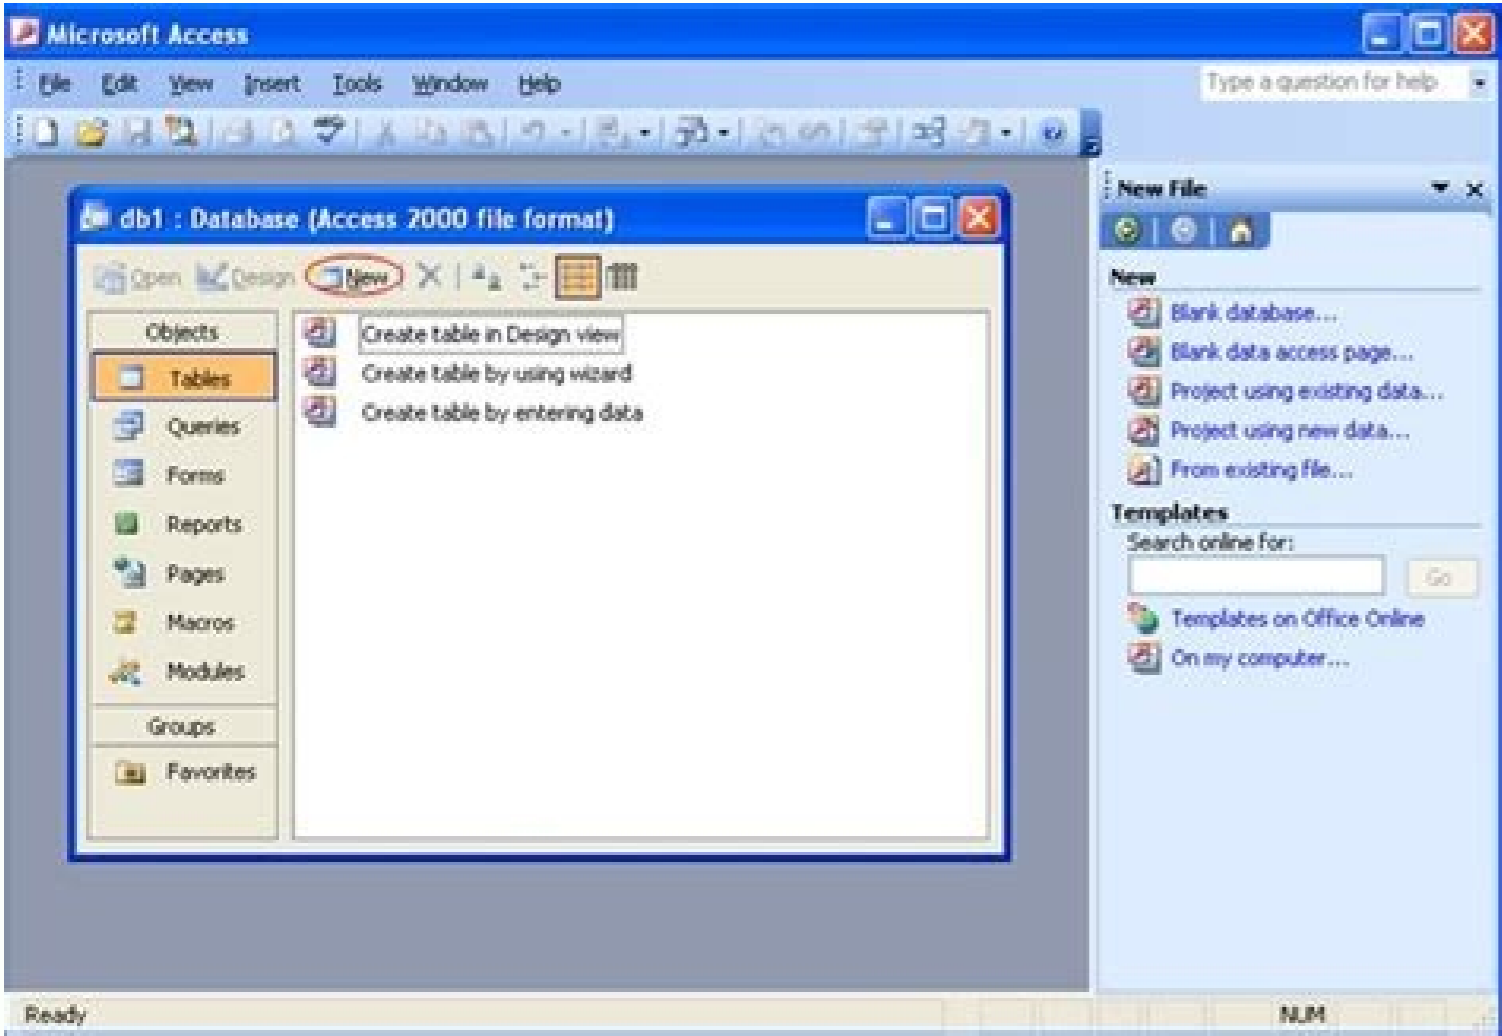 Microsoft Access
File Edit View Insert Tools Window Help
Type a question for help
db1 : Database (Access 2000 file format)
Open Design New
Objects
Tables
Queries
Forms
Reports
Pages
Macros
Modules
Groups
Favorites
Create table in Design view
Create table by using wizard
Create table by entering data
New File
New
Blank database...
Blank data access page...
Project using existing data...
Project using new data...
From existing file...
Templates
Search online for:
Go
Templates on Office Online
On my computer...
Ready
NUM